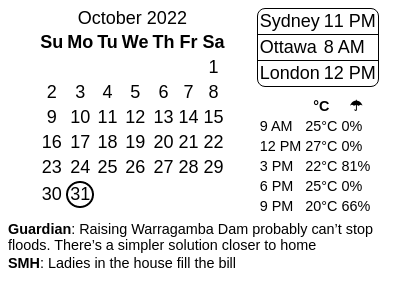 October 2022
Su Mo Tu We Th Fr Sa
1
2 3 4 5 6 7 8
9 10 11 12 13 14 15
16 17 18 19 20 21 22
23 24 25 26 27 28 29
30 31
Sydney 11 PM
Ottawa 8 AM
London 12 PM
°C ☂
9 AM 25°C 0%
12 PM 27°C 0%
3 PM 22°C 81%
6 PM 25°C 0%
9 PM 20°C 66%
Guardian: Raising Warragamba Dam probably can’t stop
floods. There’s a simpler solution closer to home
SMH: Ladies in the house fill the bill